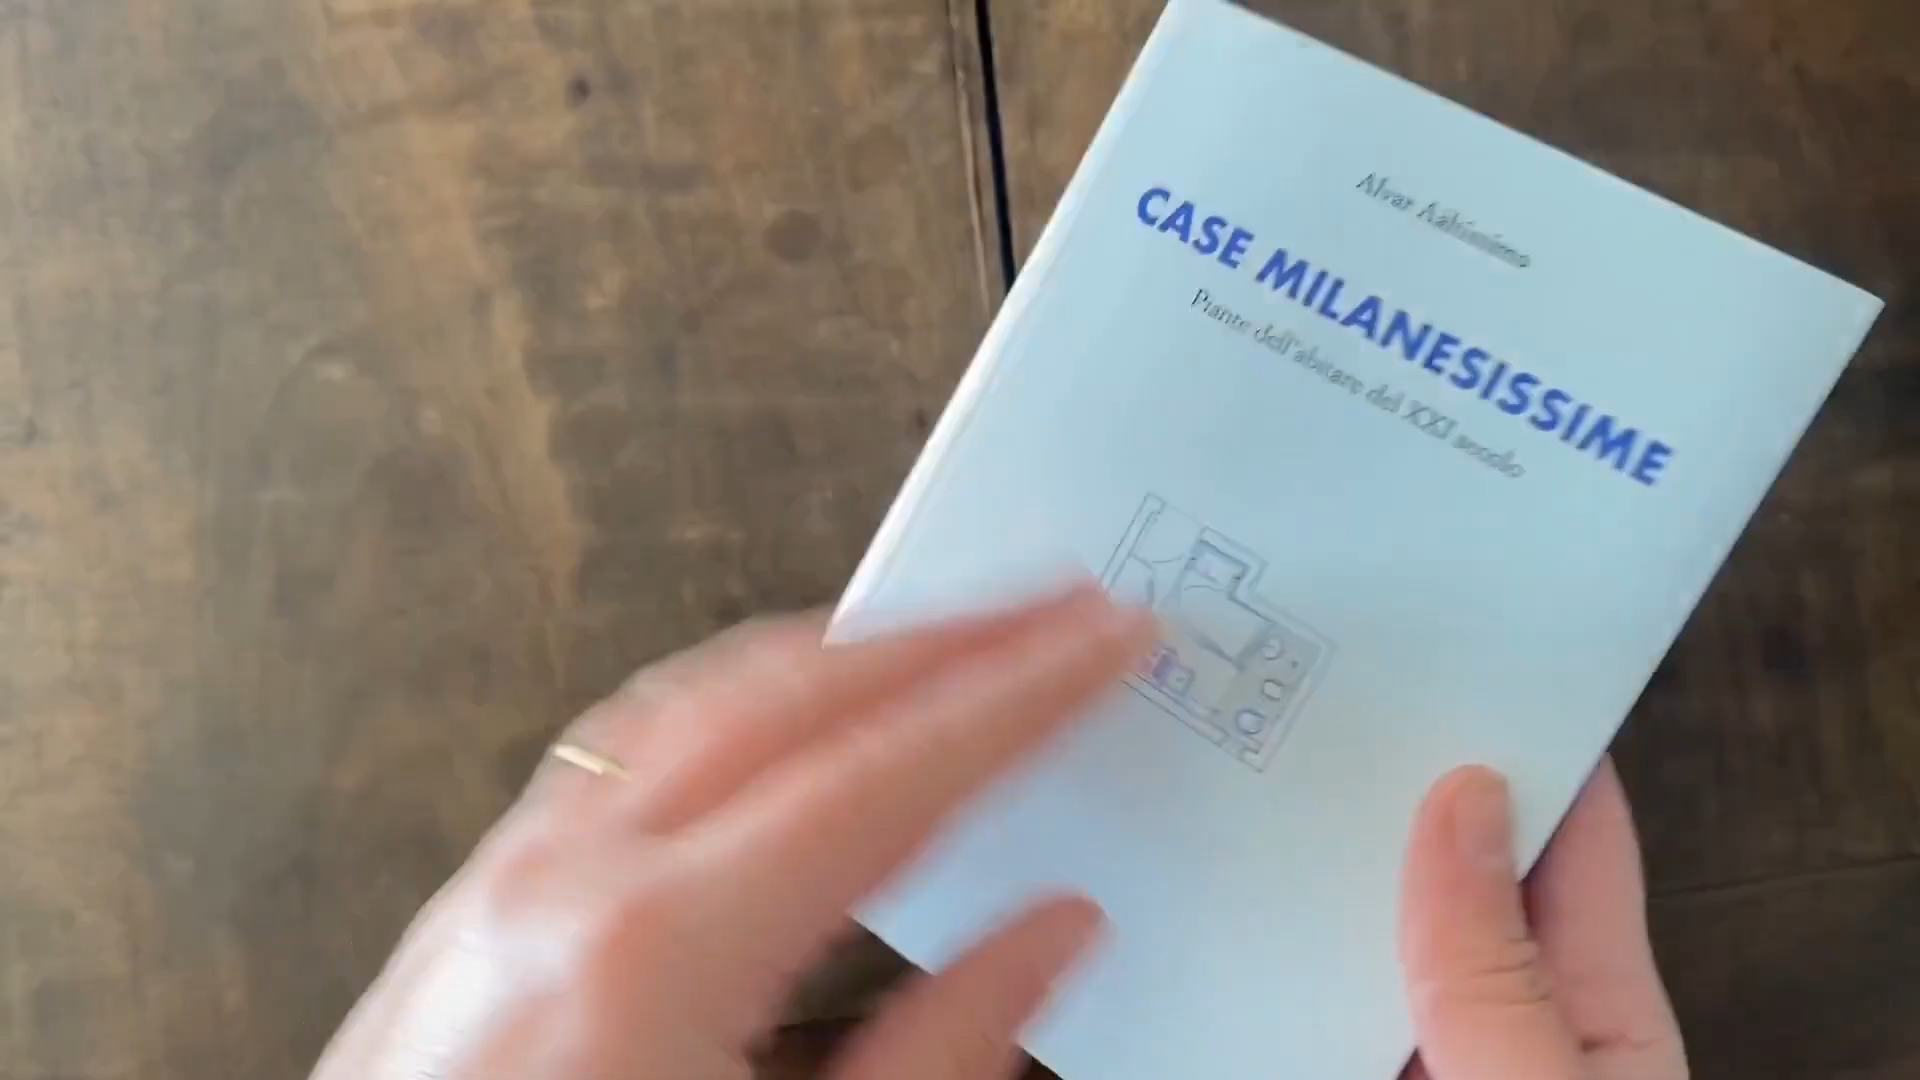 Alvar Aaltissimo
CASE MILANESISSIME
Piante dell'abitare del XXI secolo